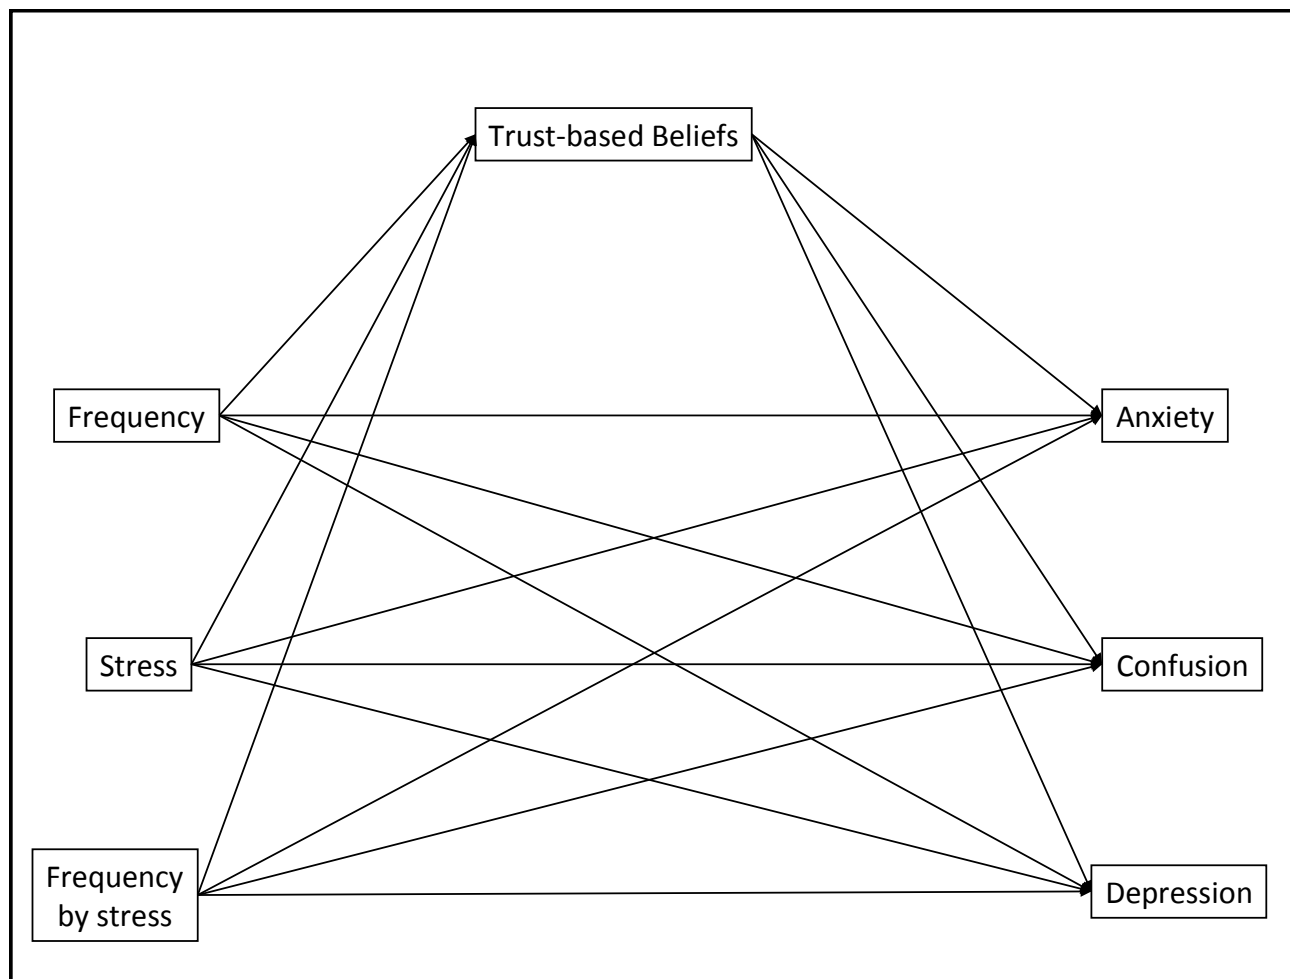 Trust-based Beliefs
Frequency
Anxiety
Stress
Confusion
Frequency
by stress
Depression